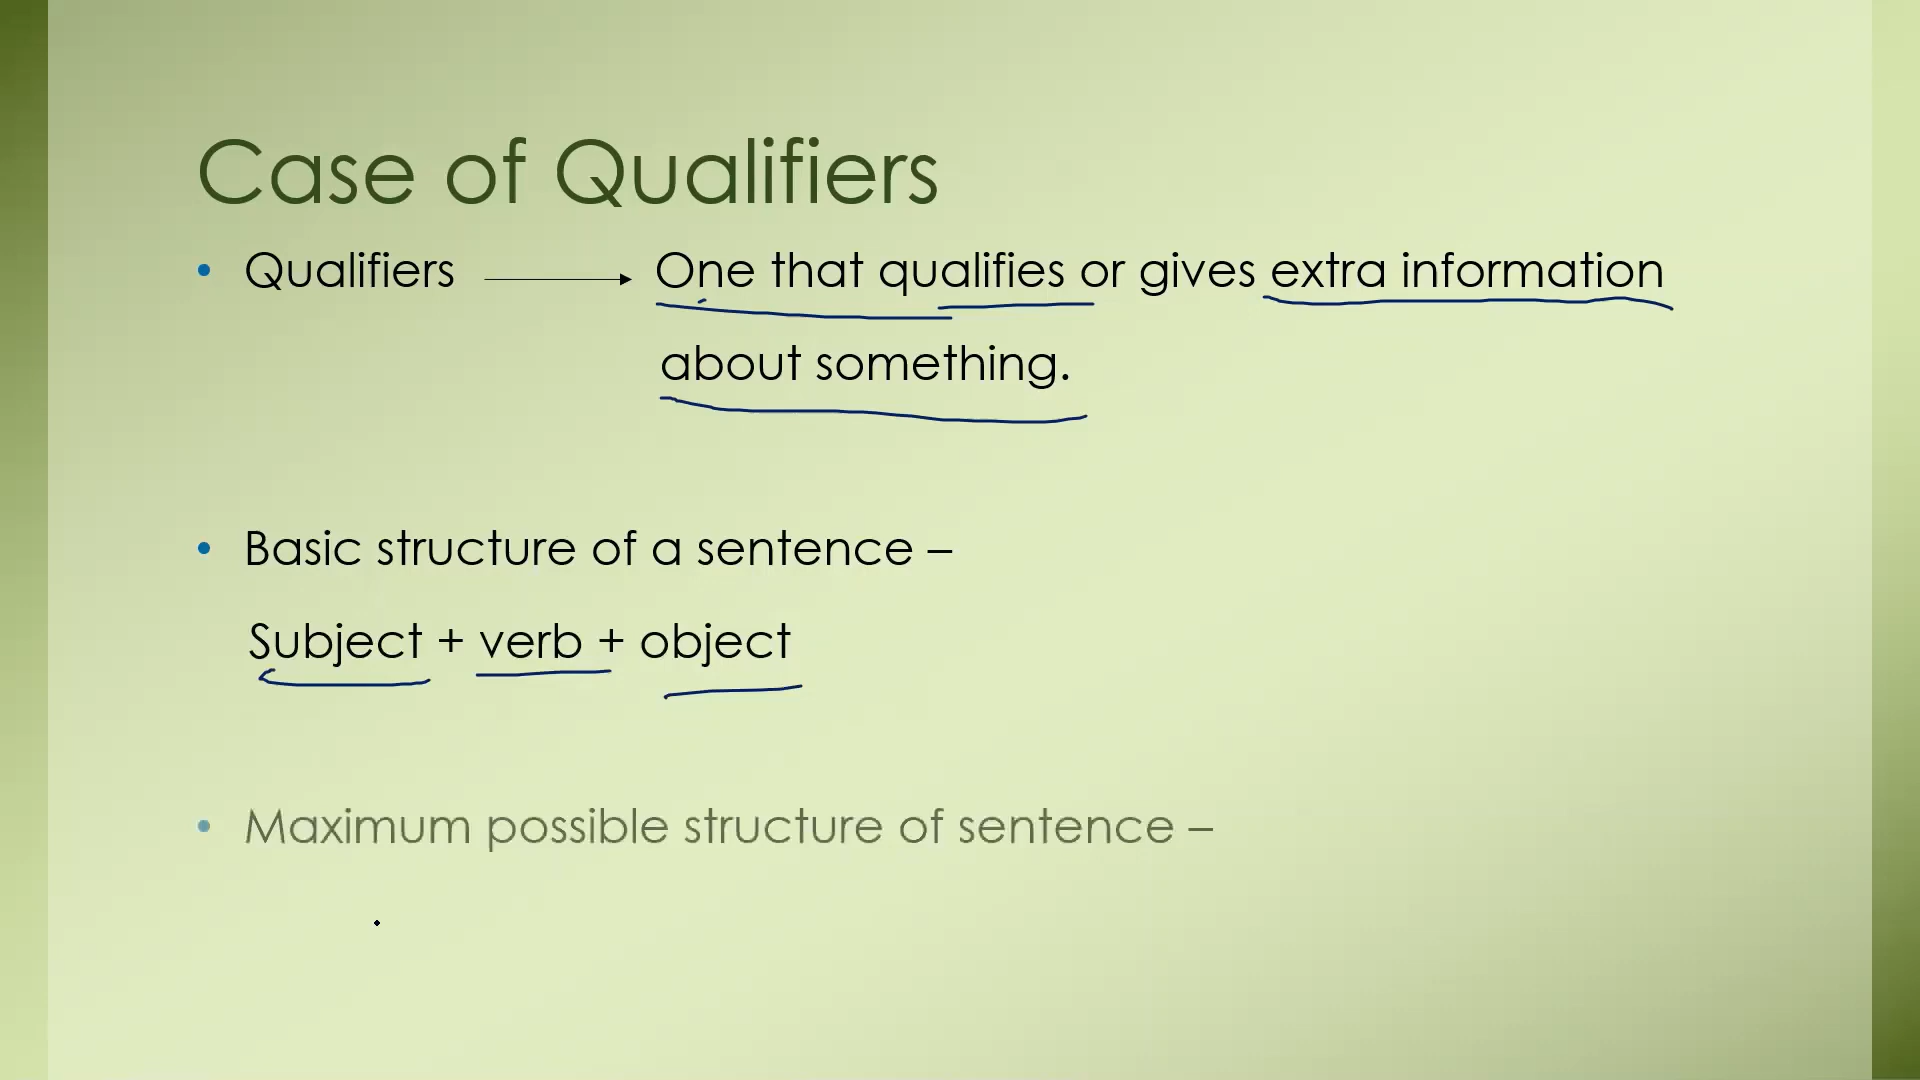 Case of Qualifiers
• Qualifiers → One that qualifies or gives extra information
about something.
• Basic structure of a sentence –
Subject + verb + object
• Maximum possible structure of sentence –